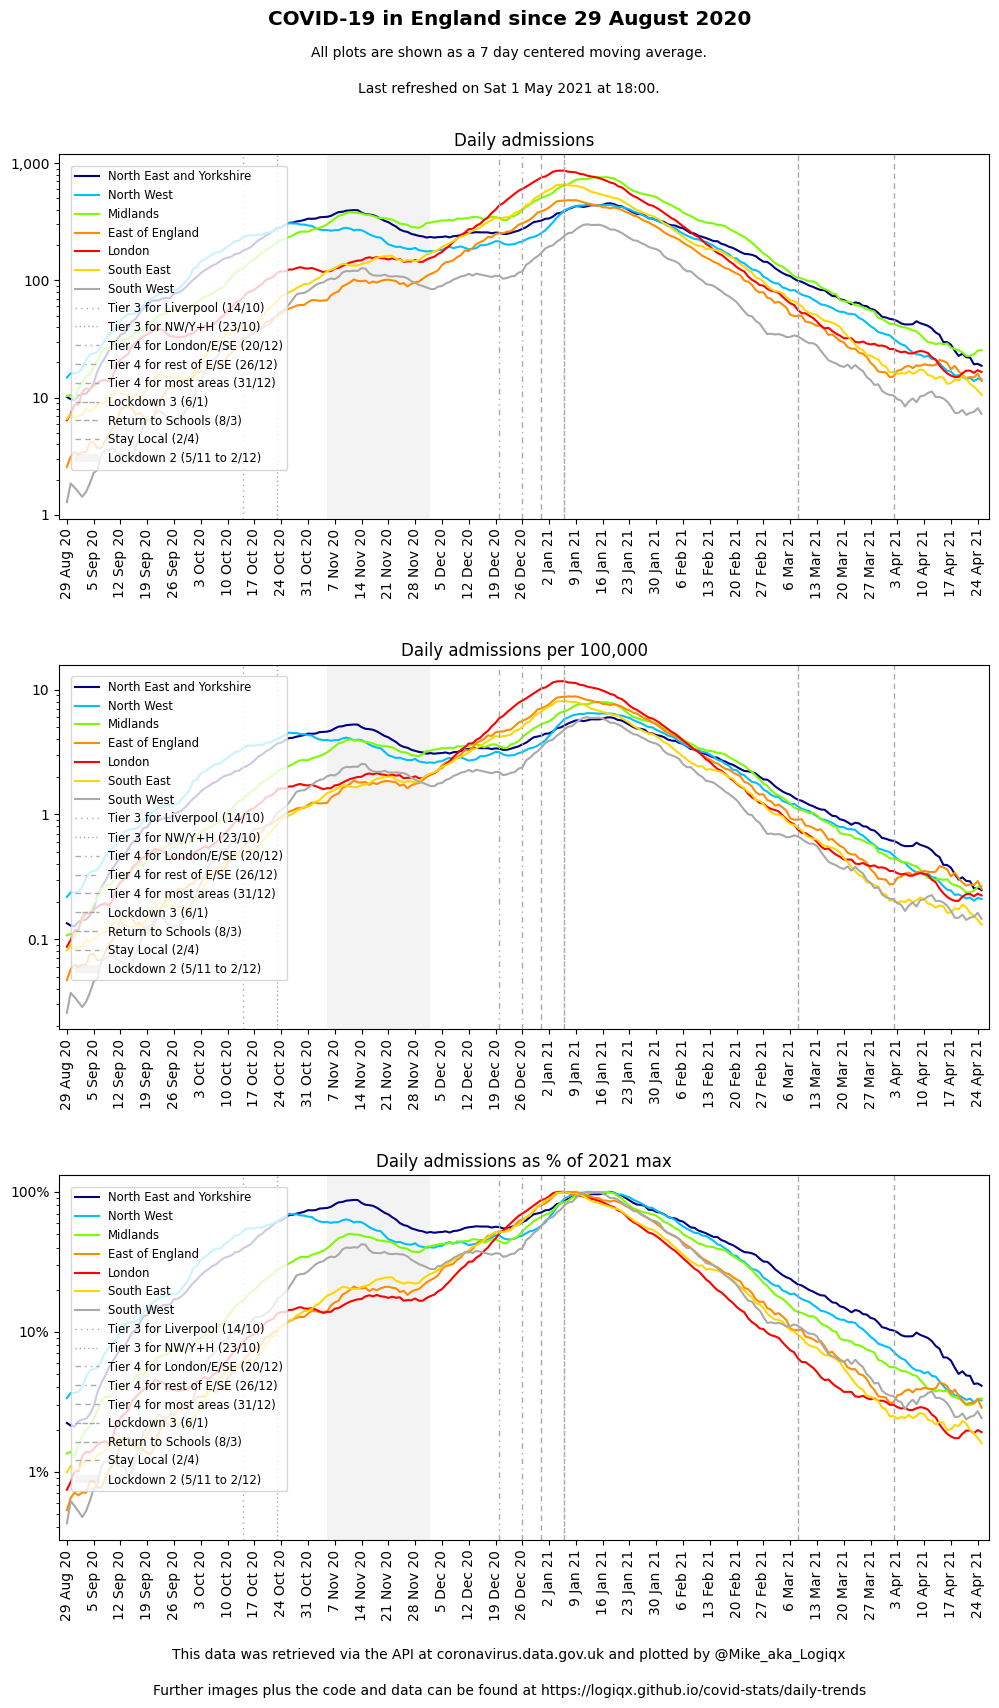 COVID-19 in England since 29 August 2020
All plots are shown as a 7 day centered moving average.
Last refreshed on Sat 1 May 2021 at 18:00.
Daily admissions
1,000
100
10
1
North East and Yorkshire
North West
Midlands
East of England
London
South East
South West
Tier 3 for Liverpool (14/10)
Tier 3 for NW/Y+H (23/10)
Tier 4 for London/E/SE (20/12)
Tier 4 for rest of E/SE (26/12)
Tier 4 for most areas (31/12)
Lockdown 3 (6/1)
Return to Schools (8/3)
Stay Local (2/4)
Lockdown 2 (5/11 to 2/12)
29 Aug 20
5 Sep 20
12 Sep 20
19 Sep 20
26 Sep 20
3 Oct 20
10 Oct 20
17 Oct 20
24 Oct 20
31 Oct 20
7 Nov 20
14 Nov 20
21 Nov 20
28 Nov 20
5 Dec 20
12 Dec 20
19 Dec 20
26 Dec 20
2 Jan 21
9 Jan 21
16 Jan 21
23 Jan 21
30 Jan 21
6 Feb 21
13 Feb 21
20 Feb 21
27 Feb 21
6 Mar 21
13 Mar 21
20 Mar 21
27 Mar 21
3 Apr 21
10 Apr 21
17 Apr 21
24 Apr 21
Daily admissions per 100,000
10
1
0.1
North East and Yorkshire
North West
Midlands
East of England
London
South East
South West
Tier 3 for Liverpool (14/10)
Tier 3 for NW/Y+H (23/10)
Tier 4 for London/E/SE (20/12)
Tier 4 for rest of E/SE (26/12)
Tier 4 for most areas (31/12)
Lockdown 3 (6/1)
Return to Schools (8/3)
Stay Local (2/4)
Lockdown 2 (5/11 to 2/12)
29 Aug 20
5 Sep 20
12 Sep 20
19 Sep 20
26 Sep 20
3 Oct 20
10 Oct 20
17 Oct 20
24 Oct 20
31 Oct 20
7 Nov 20
14 Nov 20
21 Nov 20
28 Nov 20
5 Dec 20
12 Dec 20
19 Dec 20
26 Dec 20
2 Jan 21
9 Jan 21
16 Jan 21
23 Jan 21
30 Jan 21
6 Feb 21
13 Feb 21
20 Feb 21
27 Feb 21
6 Mar 21
13 Mar 21
20 Mar 21
27 Mar 21
3 Apr 21
10 Apr 21
17 Apr 21
24 Apr 21
Daily admissions as % of 2021 max
100%
10%
1%
North East and Yorkshire
North West
Midlands
East of England
London
South East
South West
Tier 3 for Liverpool (14/10)
Tier 3 for NW/Y+H (23/10)
Tier 4 for London/E/SE (20/12)
Tier 4 for rest of E/SE (26/12)
Tier 4 for most areas (31/12)
Lockdown 3 (6/1)
Return to Schools (8/3)
Stay Local (2/4)
Lockdown 2 (5/11 to 2/12)
29 Aug 20
5 Sep 20
12 Sep 20
19 Sep 20
26 Sep 20
3 Oct 20
10 Oct 20
17 Oct 20
24 Oct 20
31 Oct 20
7 Nov 20
14 Nov 20
21 Nov 20
28 Nov 20
5 Dec 20
12 Dec 20
19 Dec 20
26 Dec 20
2 Jan 21
9 Jan 21
16 Jan 21
23 Jan 21
30 Jan 21
6 Feb 21
13 Feb 21
20 Feb 21
27 Feb 21
6 Mar 21
13 Mar 21
20 Mar 21
27 Mar 21
3 Apr 21
10 Apr 21
17 Apr 21
24 Apr 21
This data was retrieved via the API at coronavirus.data.gov.uk and plotted by @Mike_aka_Logiqx
Further images plus the code and data can be found at https://logiqx.github.io/covid-stats/daily-trends